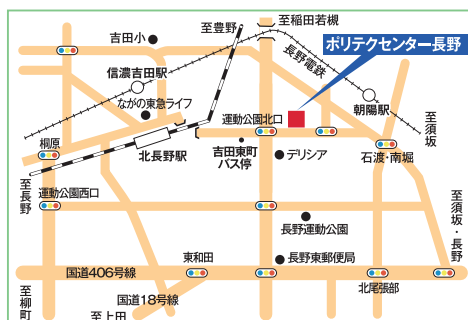 至稲田若槻
至豊野
吉田小
ポリテクセンター長野
長野電鉄
信濃吉田駅
朝陽駅
ながの東急ライフ
運動公園北口
至須坂
桐原
北長野駅
吉田東町
バス停
デリシア
石渡・南堀
至長野
運動公園西口
至須坂・長野
長野運動公園
東和田
長野東郵便局
国道406号線
北尾張部
至柳町
国道18号線
至上田